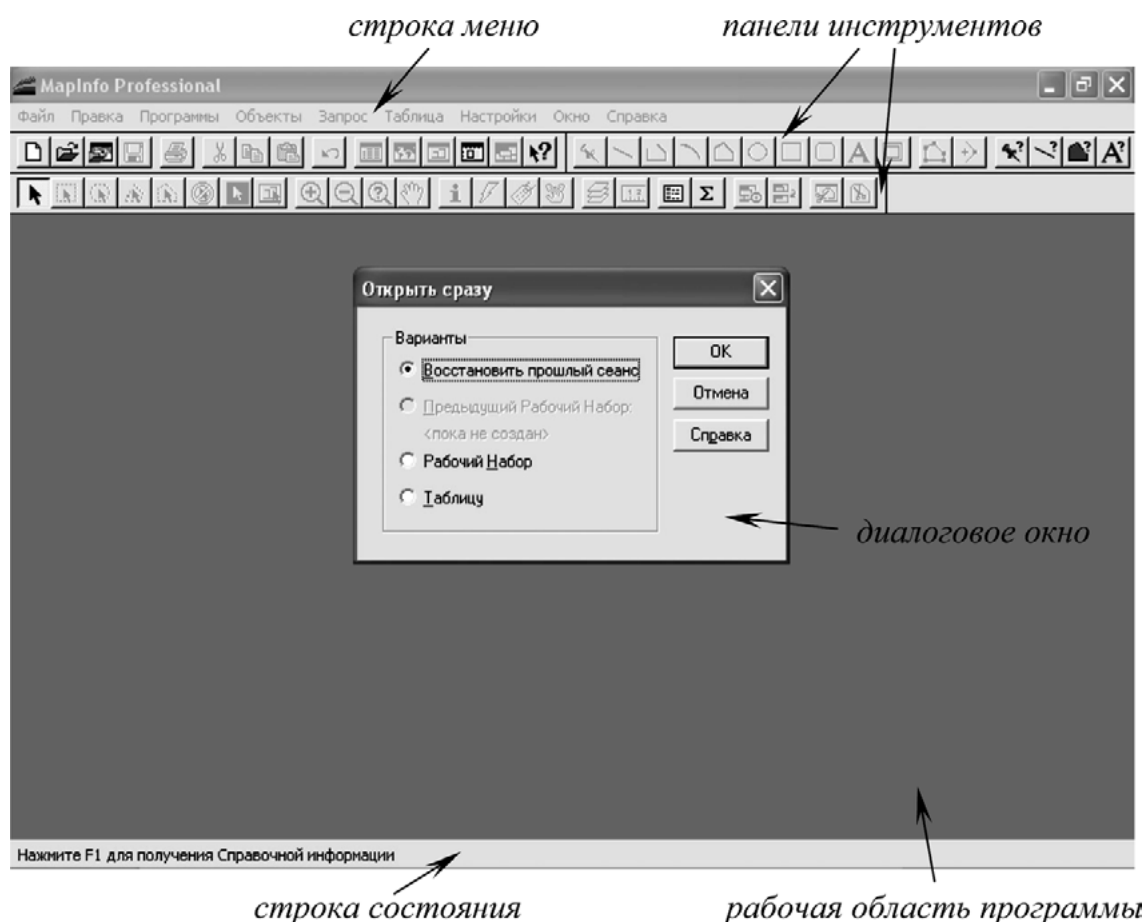 строка меню
панели инструментов
MapInfo Professional
Файл Правка Программы Объекты Запрос Таблица Настройки Окно Справка
Открыть сразу
Варианты
Восстановить прошлый сеанс
Предыдущий Рабочий Набор:
<пока не создан>
Рабочий Набор
Таблицу
OK
Отмена
Справка
диалоговое окно
Нажмите F1 для получения Справочной информации
строка состояния
рабочая область программы